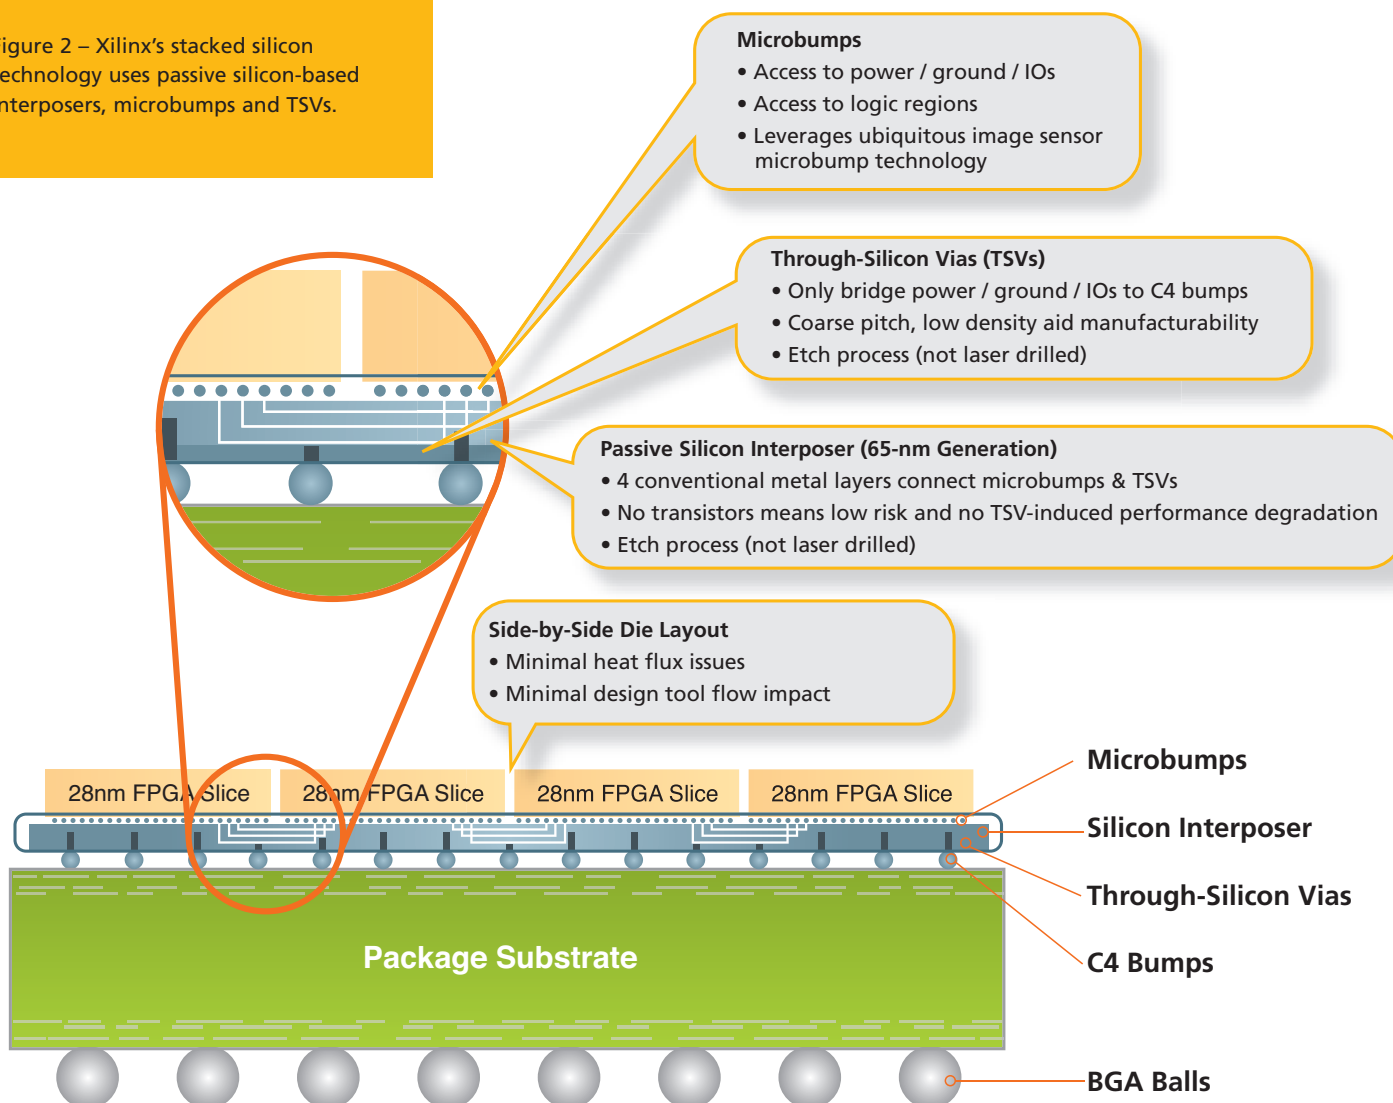 igure 2 – Xilinx’s stacked silicon
echnology uses passive silicon-based
nterposers, microbumps and TSVs.
Microbumps
• Access to power / ground / IOs
• Access to logic regions
• Leverages ubiquitous image sensor
microbump technology
Through-Silicon Vias (TSVs)
• Only bridge power / ground / IOs to C4 bumps
• Coarse pitch, low density aid manufacturability
• Etch process (not laser drilled)
Passive Silicon Interposer (65-nm Generation)
• 4 conventional metal layers connect microbumps & TSVs
• No transistors means low risk and no TSV-induced performance degradation
• Etch process (not laser drilled)
Side-by-Side Die Layout
• Minimal heat flux issues
• Minimal design tool flow impact
28nm FPGA Slice
28nm FPGA Slice
28nm FPGA Slice
28nm FPGA Slice
Microbumps
Silicon Interposer
Through-Silicon Vias
C4 Bumps
Package Substrate
BGA Balls